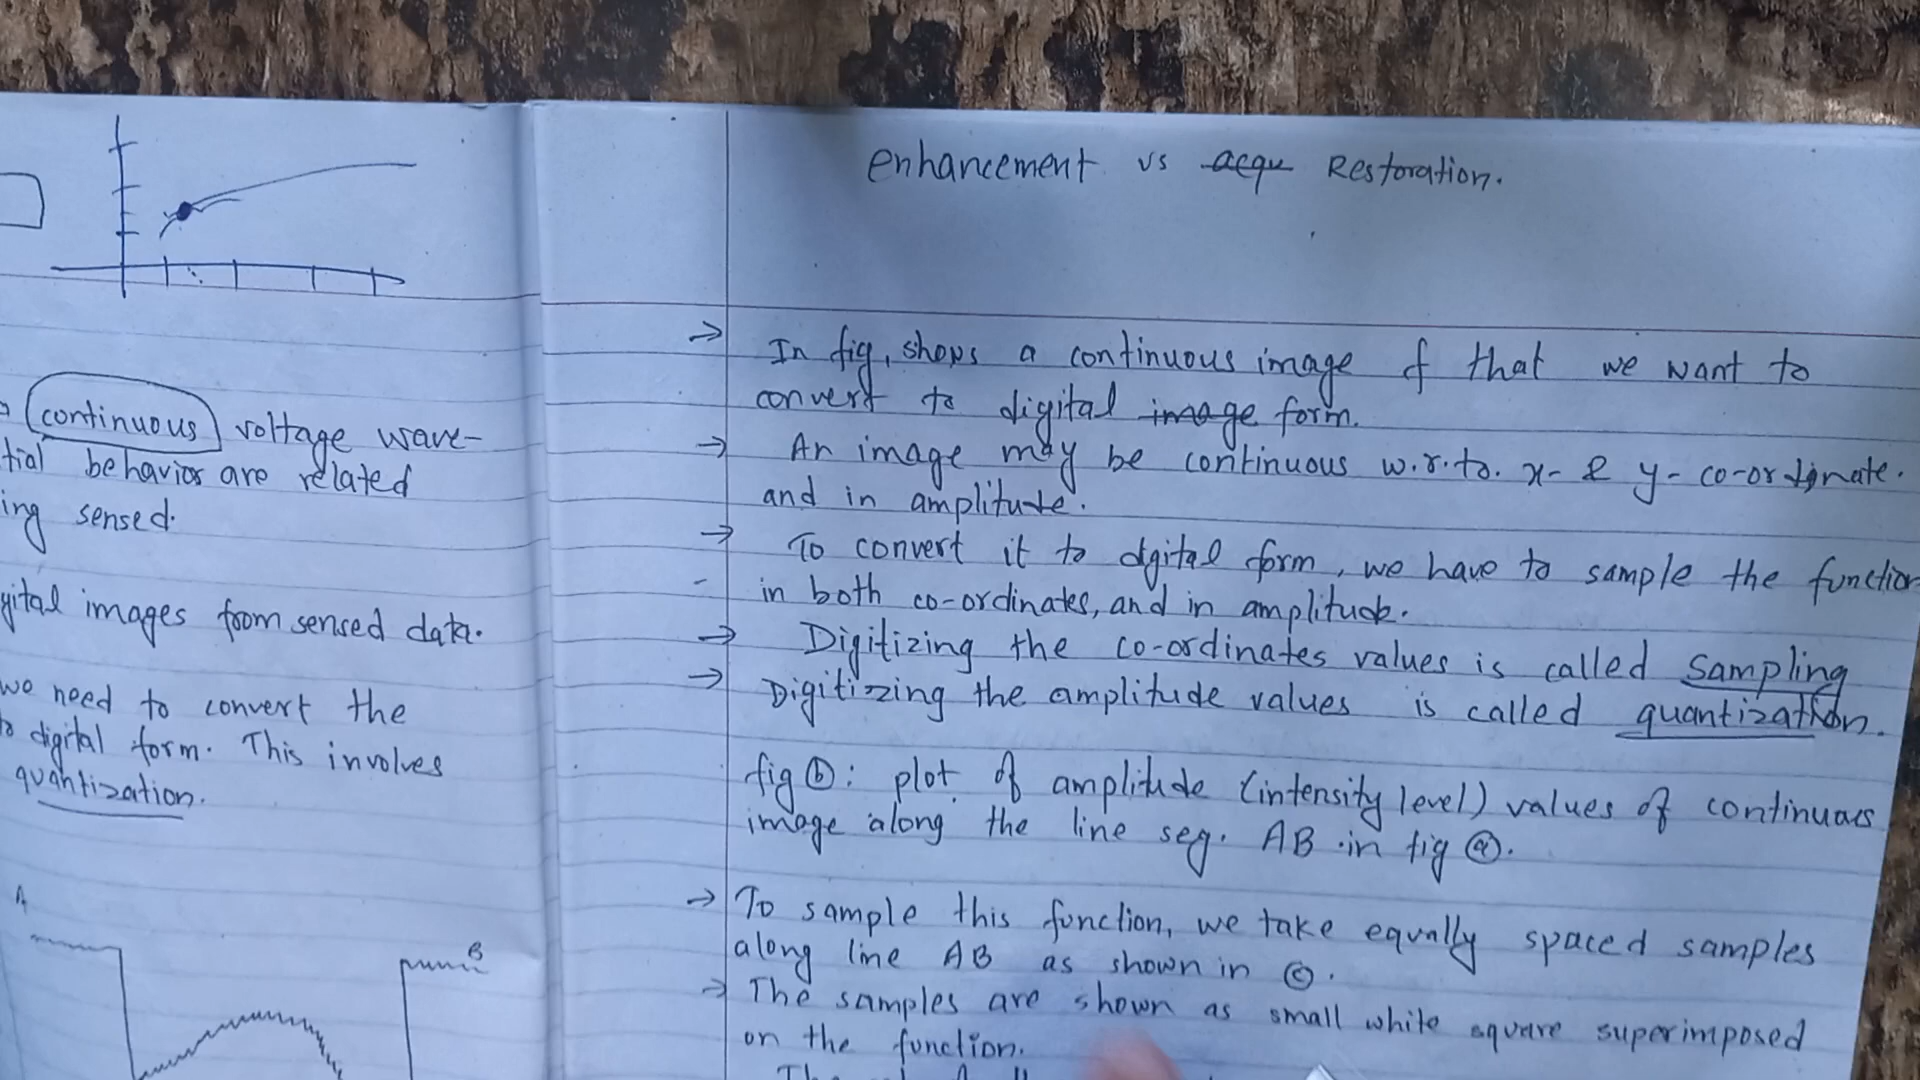 continuous voltage wave-
tial behavior are related
ing sensed.
gital images from sensed data.
we need to convert the
digital form. This involves
quantization.
A
B
enhancement vs acqu Restoration.
→ In fig, shows a continuous image f that we want to
convert to digital image form.
→ An image may be continuous w.r.to. x- & y- co-ordinate.
and in amplitude.
→ To convert it to dgital form, we have to sample the function
- in both co-ordinates, and in amplitude.
→ Digitizing the co-ordinates values is called Sampling
→ Digitizzing the amplitude values is called quantization.
fig ⓑ: plot of amplitude (intensity level) values of continuous
image along the line seg. AB in fig ⓐ.
→ To sample this function, we take equally spaced samples
along line AB as shown in ⓒ.
→ The samples are shown as small white square superimposed
on the function.